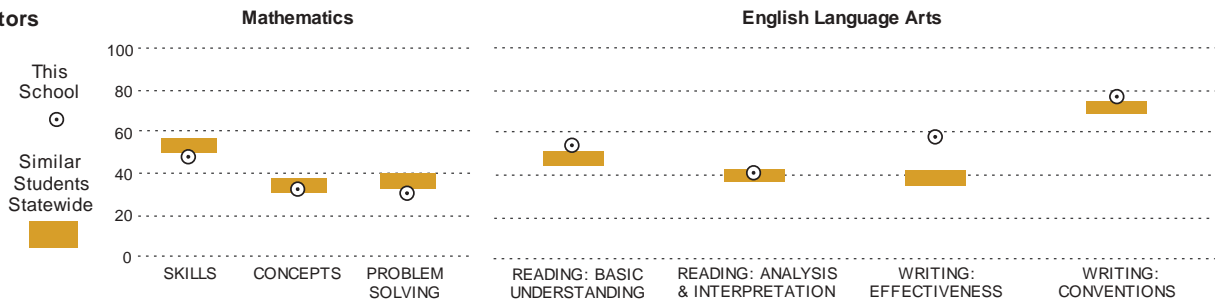 Mathematics
English Language Arts
This
School
Similar
Students
Statewide
100
80
60
40
20
0
SKILLS
CONCEPTS
PROBLEM
SOLVING
READING: BASIC
UNDERSTANDING
READING: ANALYSIS
& INTERPRETATION
WRITING:
EFFECTIVENESS
WRITING:
CONVENTIONS